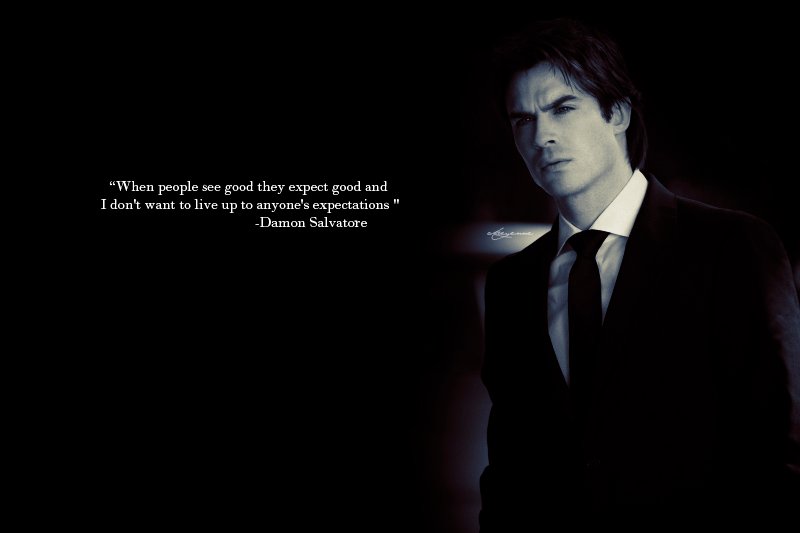 “When people see good they expect good and
I don't want to live up to anyone's expectations "
-Damon Salvatore